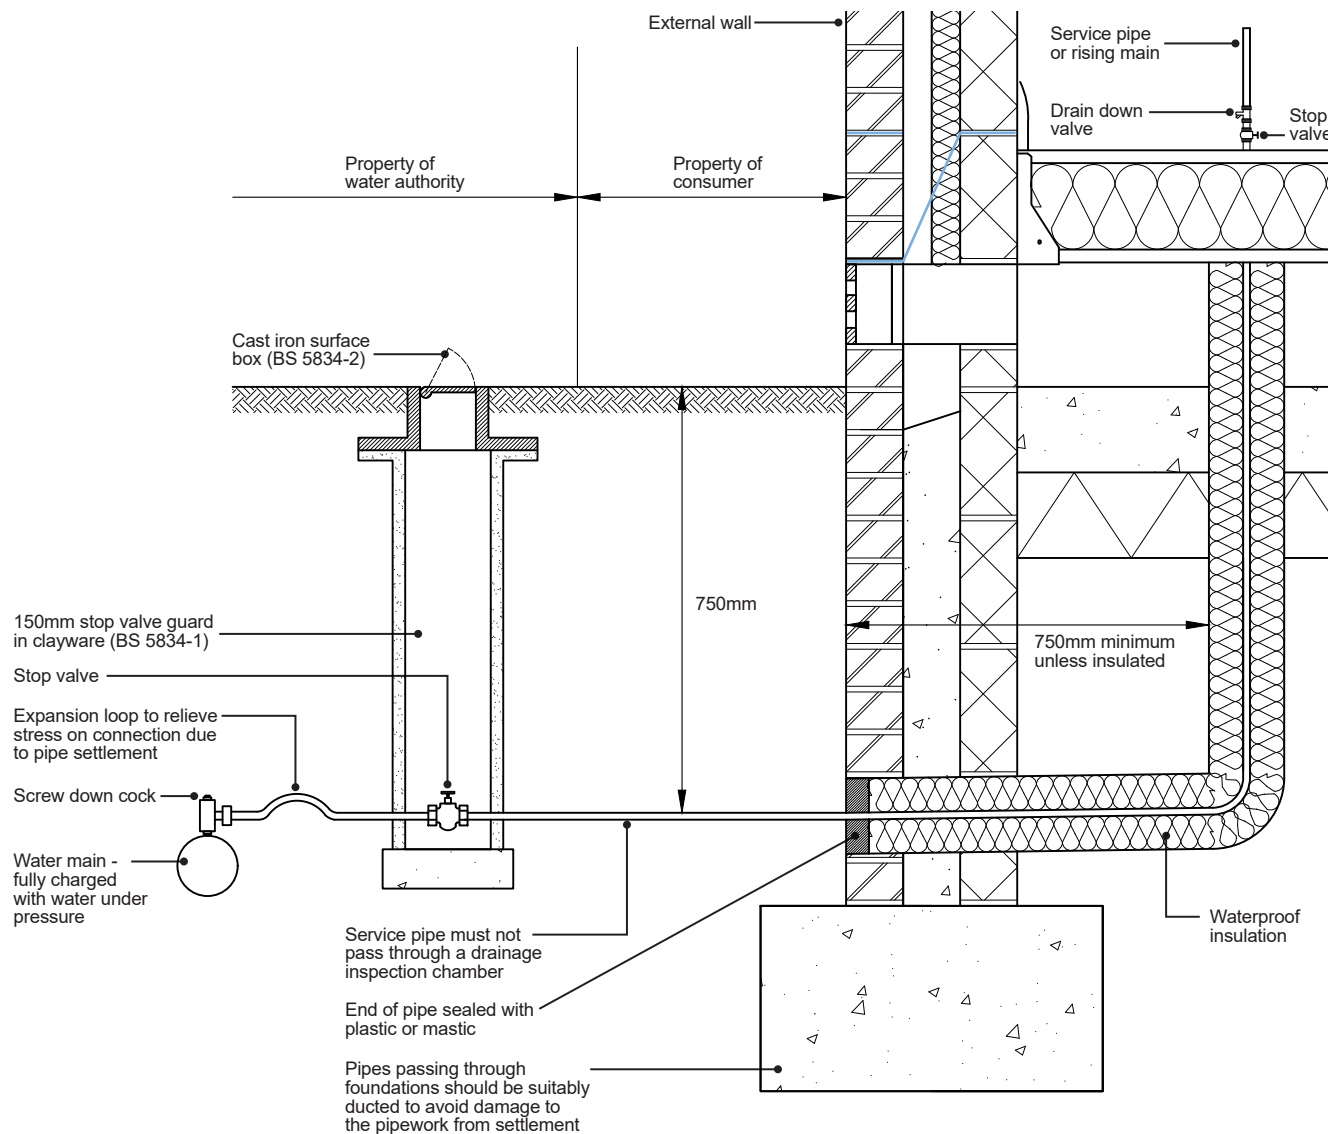 External wall
Service pipe
or rising main
Drain down
valve
Stop
valve
Property of
water authority
Property of
consumer
Cast iron surface
box (BS 5834-2)
150mm stop valve guard
in clayware (BS 5834-1)
750mm
750mm minimum
unless insulated
Stop valve
Expansion loop to relieve
stress on connection due
to pipe settlement
Screw down cock
Water main -
fully charged
with water under
pressure
Service pipe must not
pass through a drainage
inspection chamber
Waterproof
insulation
End of pipe sealed with
plastic or mastic
Pipes passing through
foundations should be suitably
ducted to avoid damage to
the pipework from settlement